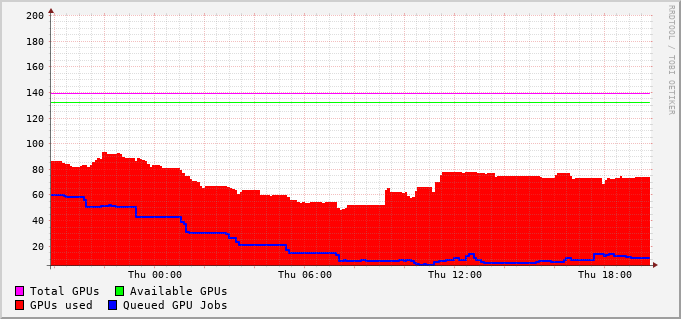 200
180
160
140
120
100
80
60
40
20
Thu 00:00 Thu 06:00 Thu 12:00 Thu 18:00
Total GPUs Available GPUs
GPUs used Queued GPU Jobs
RRDTOOL / TOBI OETIKER